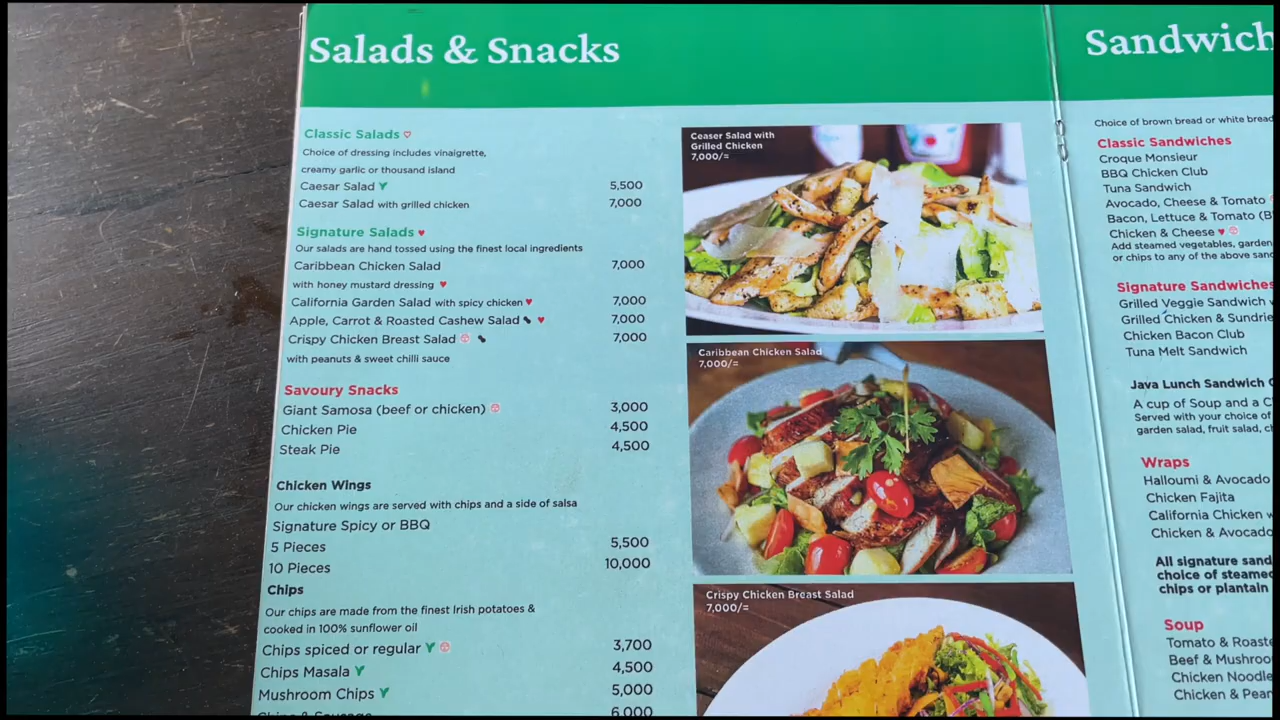 Salads & Snacks
Classic Salads
Choice of dressing includes vinaigrette,
creamy garlic or thousand island
Caesar Salad 5,500
Caesar Salad with grilled chicken 7,000
Signature Salads
Our salads are hand tossed using the finest local ingredients
Caribbean Chicken Salad 7,000
with honey mustard dressing
California Garden Salad with spicy chicken 7,000
Apple, Carrot & Roasted Cashew Salad 7,000
Crispy Chicken Breast Salad 7,000
with peanuts & sweet chilli sauce
Savoury Snacks
Giant Samosa (beef or chicken) 3,000
Chicken Pie 4,500
Steak Pie 4,500
Chicken Wings
Our chicken wings are served with chips and a side of salsa
Signature Spicy or BBQ
5 Pieces 5,500
10 Pieces 10,000
Chips
Our chips are made from the finest Irish potatoes &
cooked in 100% sunflower oil
Chips spiced or regular 3,700
Chips Masala 4,500
Mushroom Chips 5,000
Chips & Sausage 6,000
Ceaser Salad with
Grilled Chicken
7,000/=
Caribbean Chicken Salad
7,000/=
Crispy Chicken Breast Salad
7,000/=
Sandwich
Choice of brown bread or white bread
Classic Sandwiches
Croque Monsieur
BBQ Chicken Club
Tuna Sandwich
Avocado, Cheese & Tomato
Bacon, Lettuce & Tomato
Chicken & Cheese
Add steamed vegetables, garden
or chips to any of the above
Signature Sandwiches
Grilled Veggie Sandwich
Grilled Chicken &
Chicken Bacon Club
Tuna Melt Sandwich
Java Lunch Sandwich
A cup of Soup and a
Served with your choice of
garden salad, fruit salad,
Wraps
Halloumi & Avocado
Chicken Fajita
California Chicken
Chicken & Avocado
All signature
choice of
chips or plantain
Soup
Tomato &
Beef &
Chicken Noodle
Chicken &